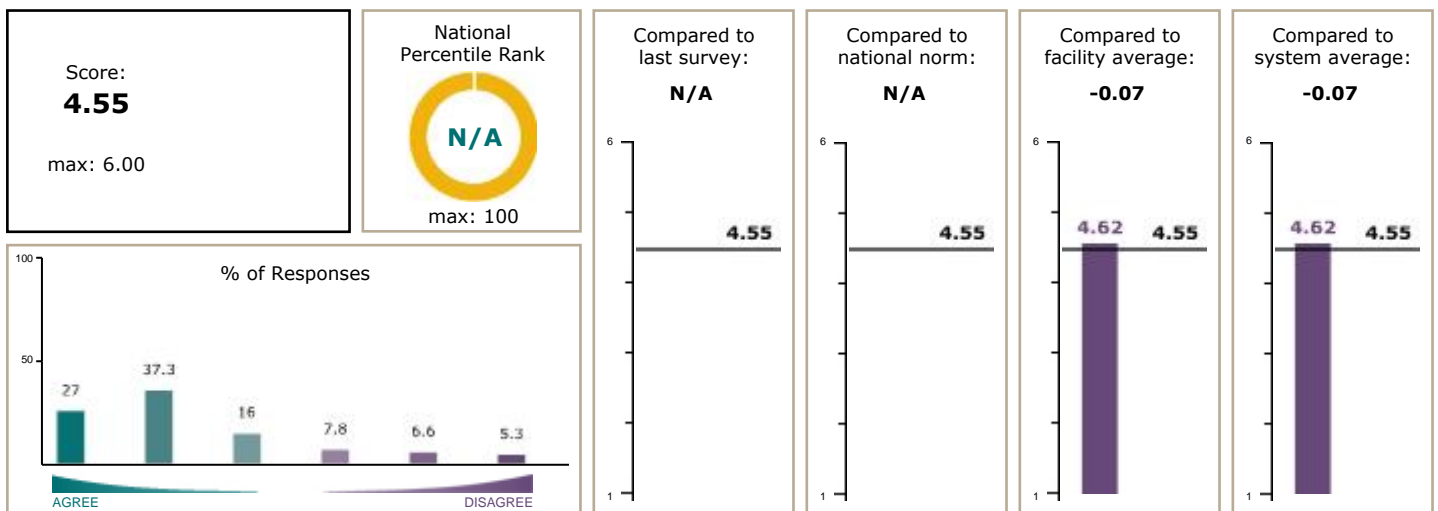 Score:
4.55
max: 6.00
National
Percentile Rank
N/A
max: 100
% of Responses
100
50
27
37.3
16
7.8
6.6
5.3
AGREE
DISAGREE
Compared to
last survey:
N/A
6
4.55
1
Compared to
national norm:
N/A
6
4.55
1
Compared to
facility average:
-0.07
6
4.62
4.55
1
Compared to
system average:
-0.07
6
4.62
4.55
1